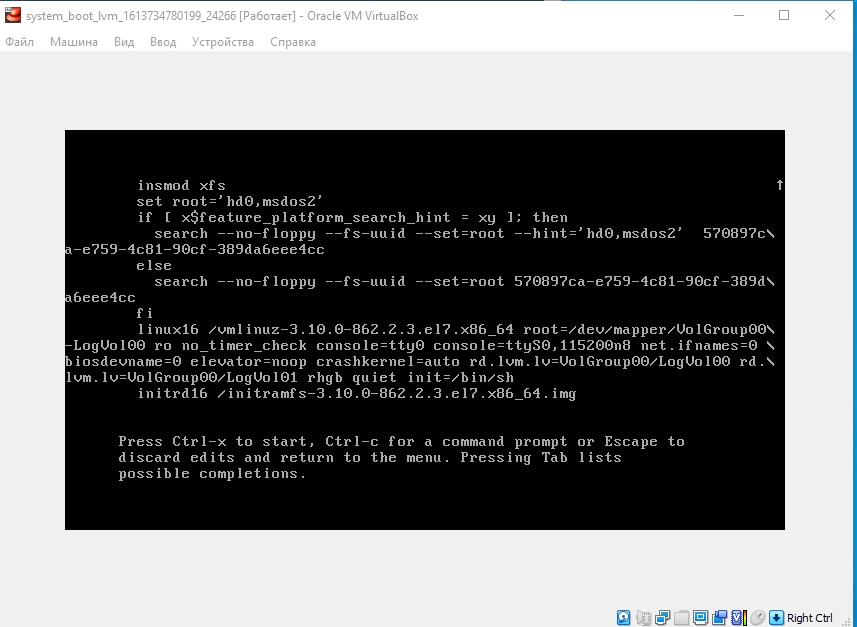 system_boot_lvm_1613734780199_24266 [Работает] - Oracle VM VirtualBox
Файл Машина Вид Ввод Устройства Справка
insmod xfs ↑
set root='hd0,msdos2'
if [ x$feature_platform_search_hint = xy ]; then
search --no-floppy --fs-uuid --set=root --hint='hd0,msdos2' 570897c\
a-e759-4c81-90cf-389da6eee4cc
else
search --no-floppy --fs-uuid --set=root 570897ca-e759-4c81-90cf-389d\
a6eee4cc
fi
linux16 /vmlinuz-3.10.0-862.2.3.el7.x86_64 root=/dev/mapper/VolGroup00\
-LogVol00 ro no_timer_check console=tty0 console=ttyS0,115200n8 net.ifnames=0 \
biosdevname=0 elevator=noop crashkernel=auto rd.lvm.lv=VolGroup00/LogVol00 rd.\
lvm.lv=VolGroup00/LogVol01 rhgb quiet init=/bin/sh
initrd16 /initramfs-3.10.0-862.2.3.el7.x86_64.img
Press Ctrl-x to start, Ctrl-c for a command prompt or Escape to
discard edits and return to the menu. Pressing Tab lists
possible completions.
Right Ctrl